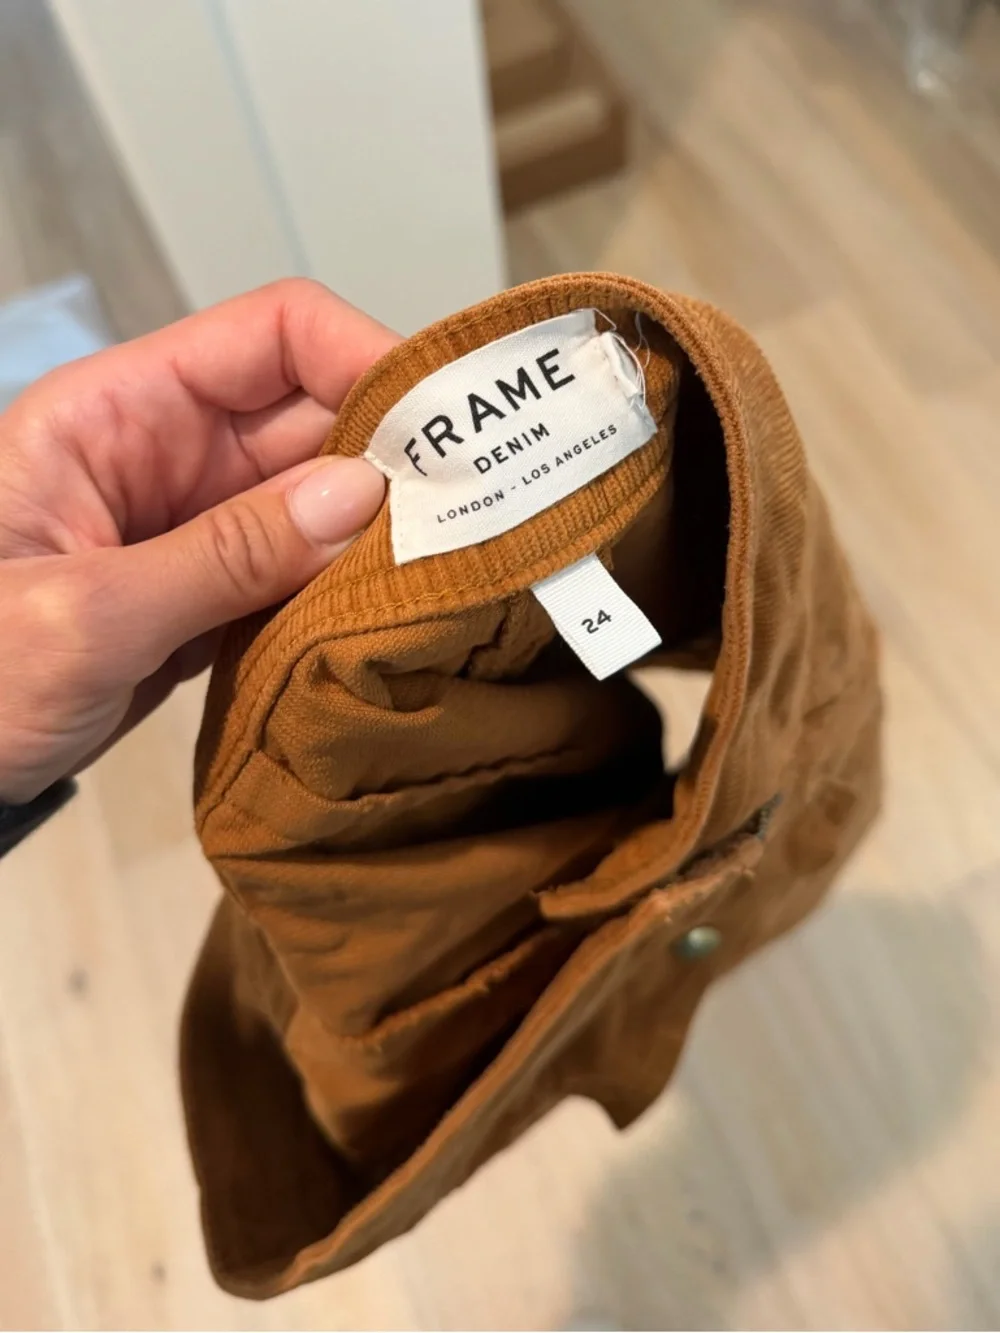 FRAME
DENIM
LONDON - LOS ANGELES
24